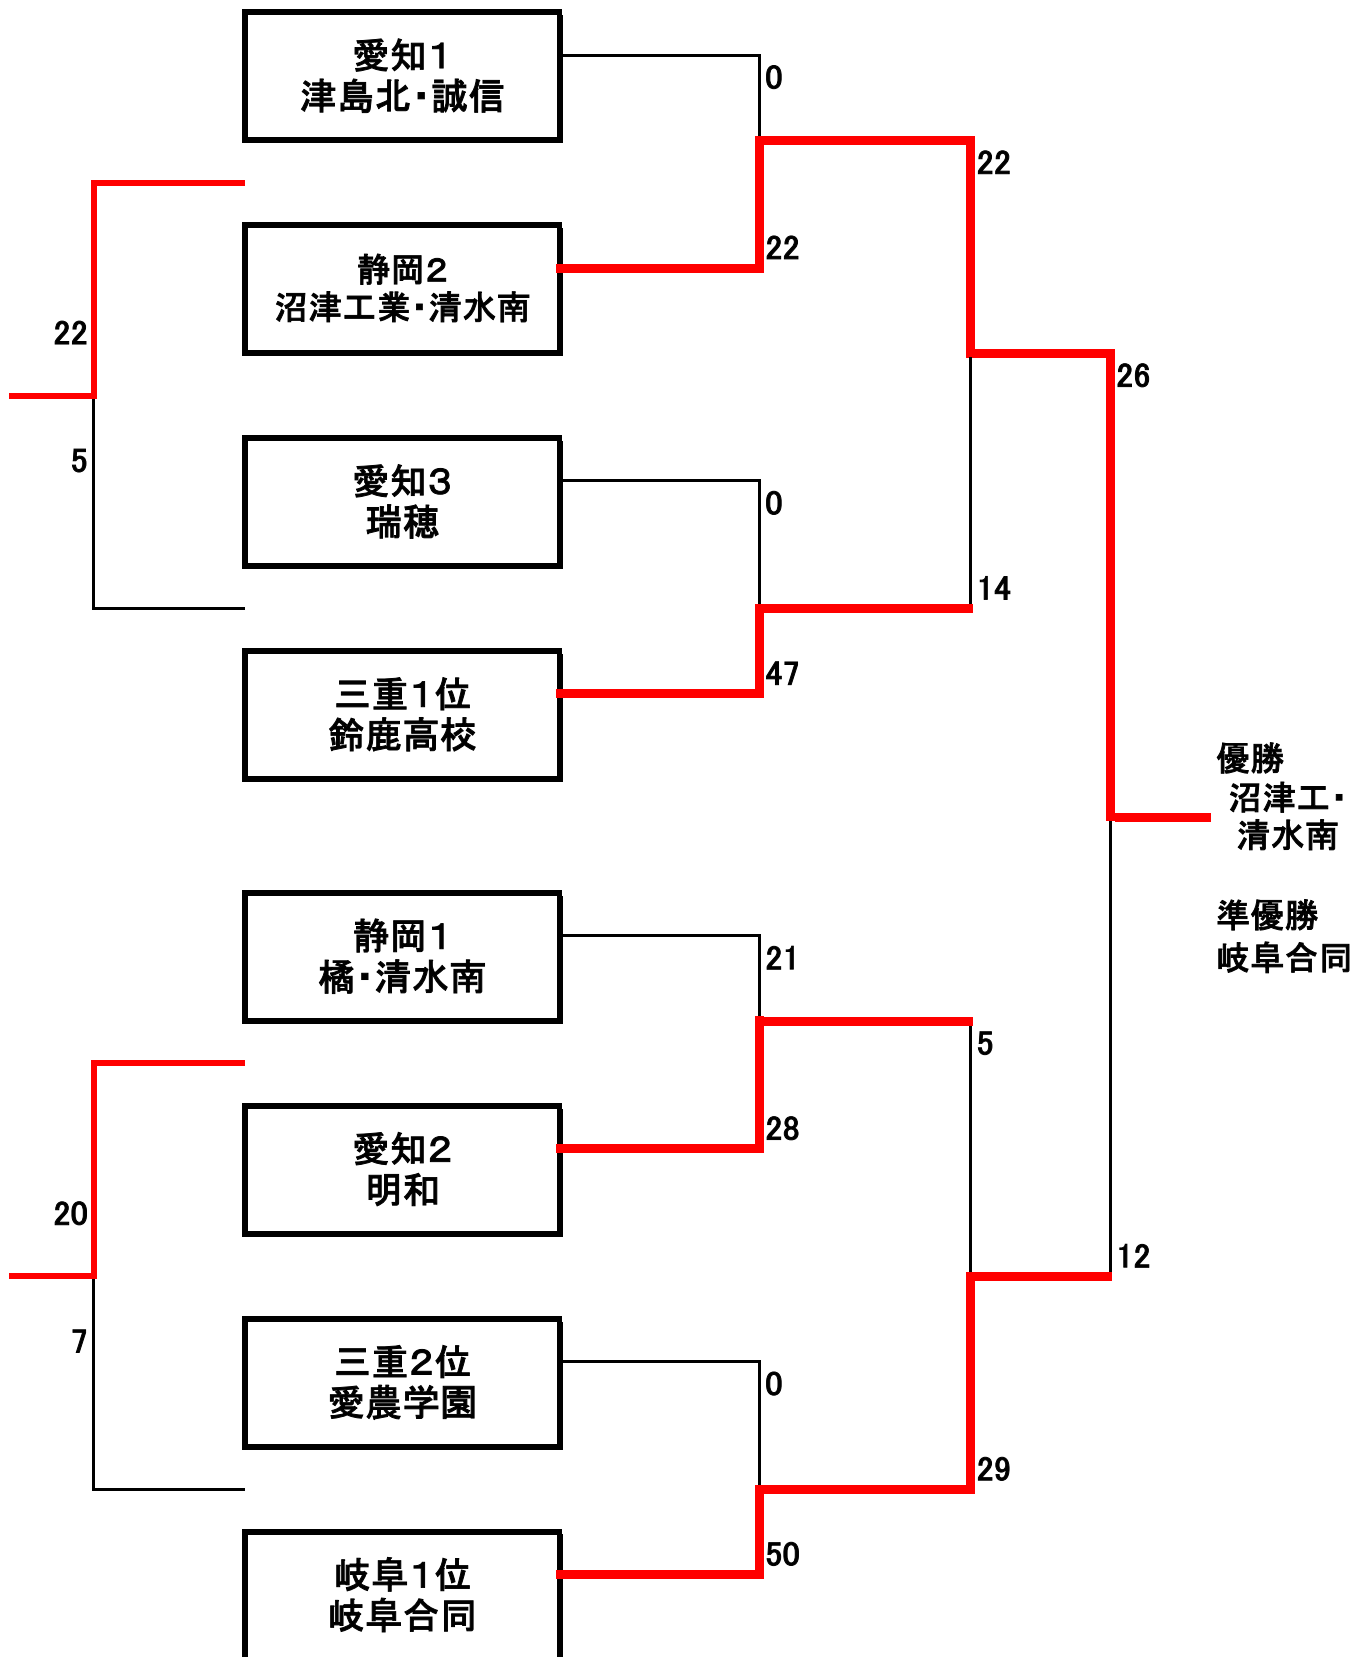 愛知１
津島北・誠信
0
22
静岡２
沼津工業・清水南
22
22
26
5
愛知３
瑞穂
0
14
三重１位
鈴鹿高校
47
優勝
沼津工・
清水南
準優勝
岐阜合同
静岡１
橘・清水南
21
5
愛知２
明和
28
20
12
7
三重２位
愛農学園
0
29
岐阜１位
岐阜合同
50